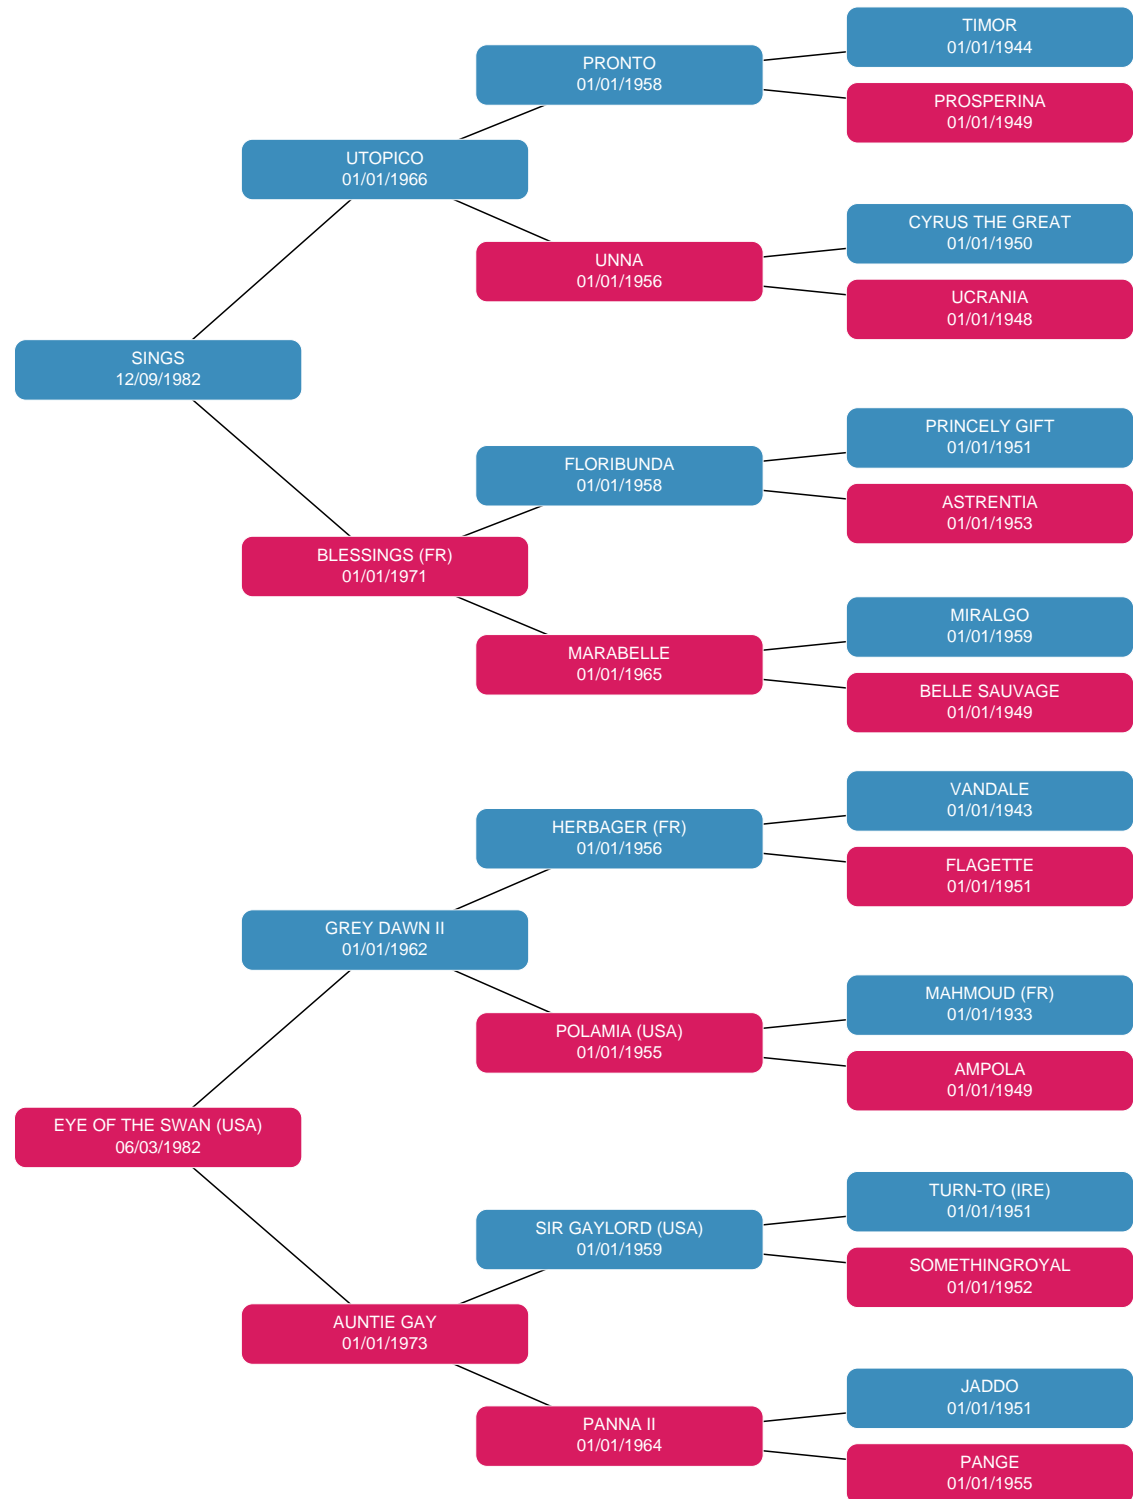 TIMOR
01/01/1944
PRONTO
01/01/1958
PROSPERINA
01/01/1949
UTOPICO
01/01/1966
CYRUS THE GREAT
01/01/1950
UNNA
01/01/1956
UCRANIA
01/01/1948
SINGS
12/09/1982
PRINCELY GIFT
01/01/1951
FLORIBUNDA
01/01/1958
ASTRENTIA
01/01/1953
BLESSINGS (FR)
01/01/1971
MIRALGO
01/01/1959
MARABELLE
01/01/1965
BELLE SAUVAGE
01/01/1949
VANDALE
01/01/1943
HERBAGER (FR)
01/01/1956
FLAGETTE
01/01/1951
GREY DAWN II
01/01/1962
MAHMOUD (FR)
01/01/1933
POLAMIA (USA)
01/01/1955
AMPOLA
01/01/1949
EYE OF THE SWAN (USA)
06/03/1982
TURN-TO (IRE)
01/01/1951
SIR GAYLORD (USA)
01/01/1959
SOMETHINGROYAL
01/01/1952
AUNTIE GAY
01/01/1973
JADDO
01/01/1951
PANNA II
01/01/1964
PANGE
01/01/1955